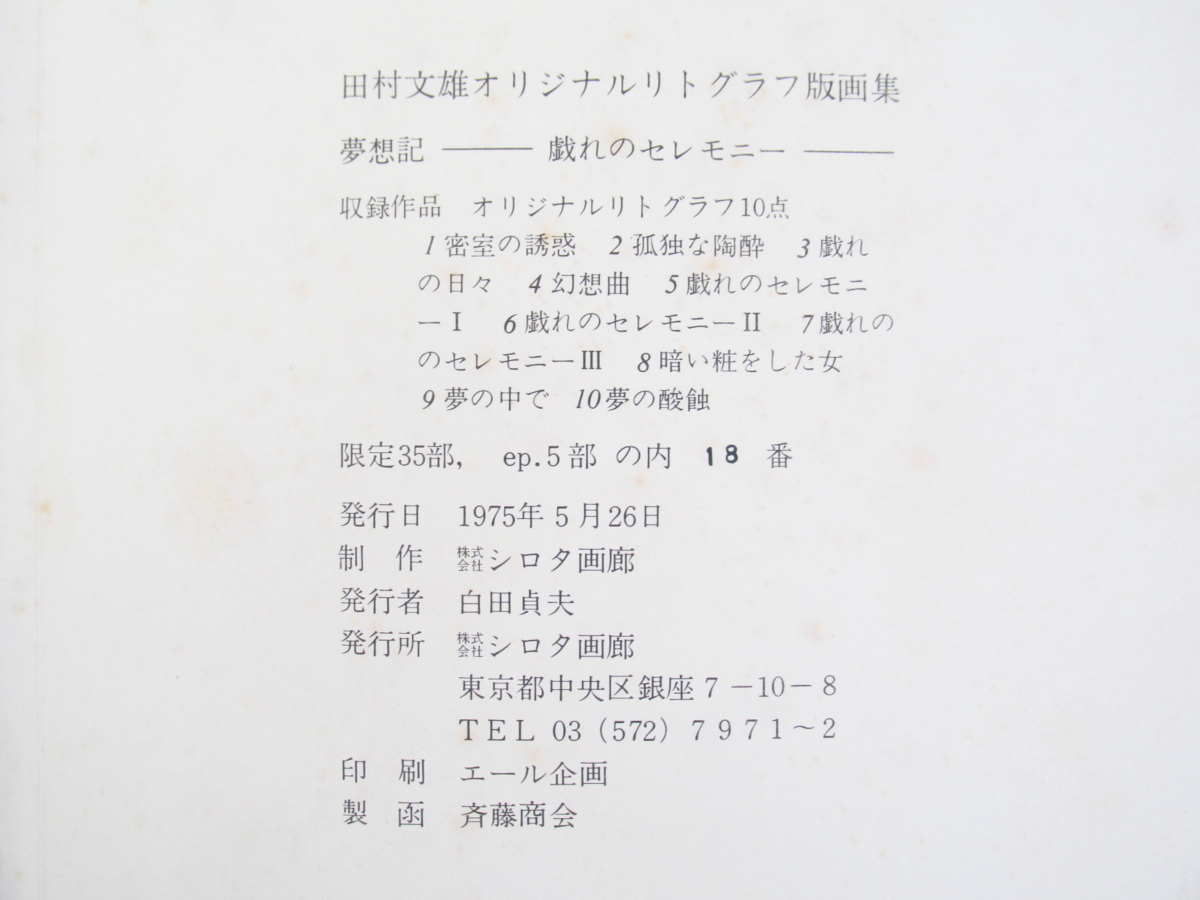 田村文雄オリジナルリトグラフ版画集
夢想記 ―― 戯れのセレモニー ――
収録作品 オリジナルリトグラフ10点
1 密室の誘惑 2 孤独な陶酔 3 戯れ
の日々 4 幻想曲 5 戯れのセレモニ
ーI 6 戯れのセレモニーII 7 戯れの
のセレモニーIII 8 暗い粧をした女
9 夢の中で 10 夢の酸蝕
限定35部, ep.5部 の内 18 番
発行日 1975年5月26日
制 作 株式会社シロタ画廊
発行者 白田貞夫
発行所 株式会社シロタ画廊
東京都中央区銀座7-10-8
TEL 03 (572) 7971〜2
印 刷 エール企画
製 函 斉藤商会